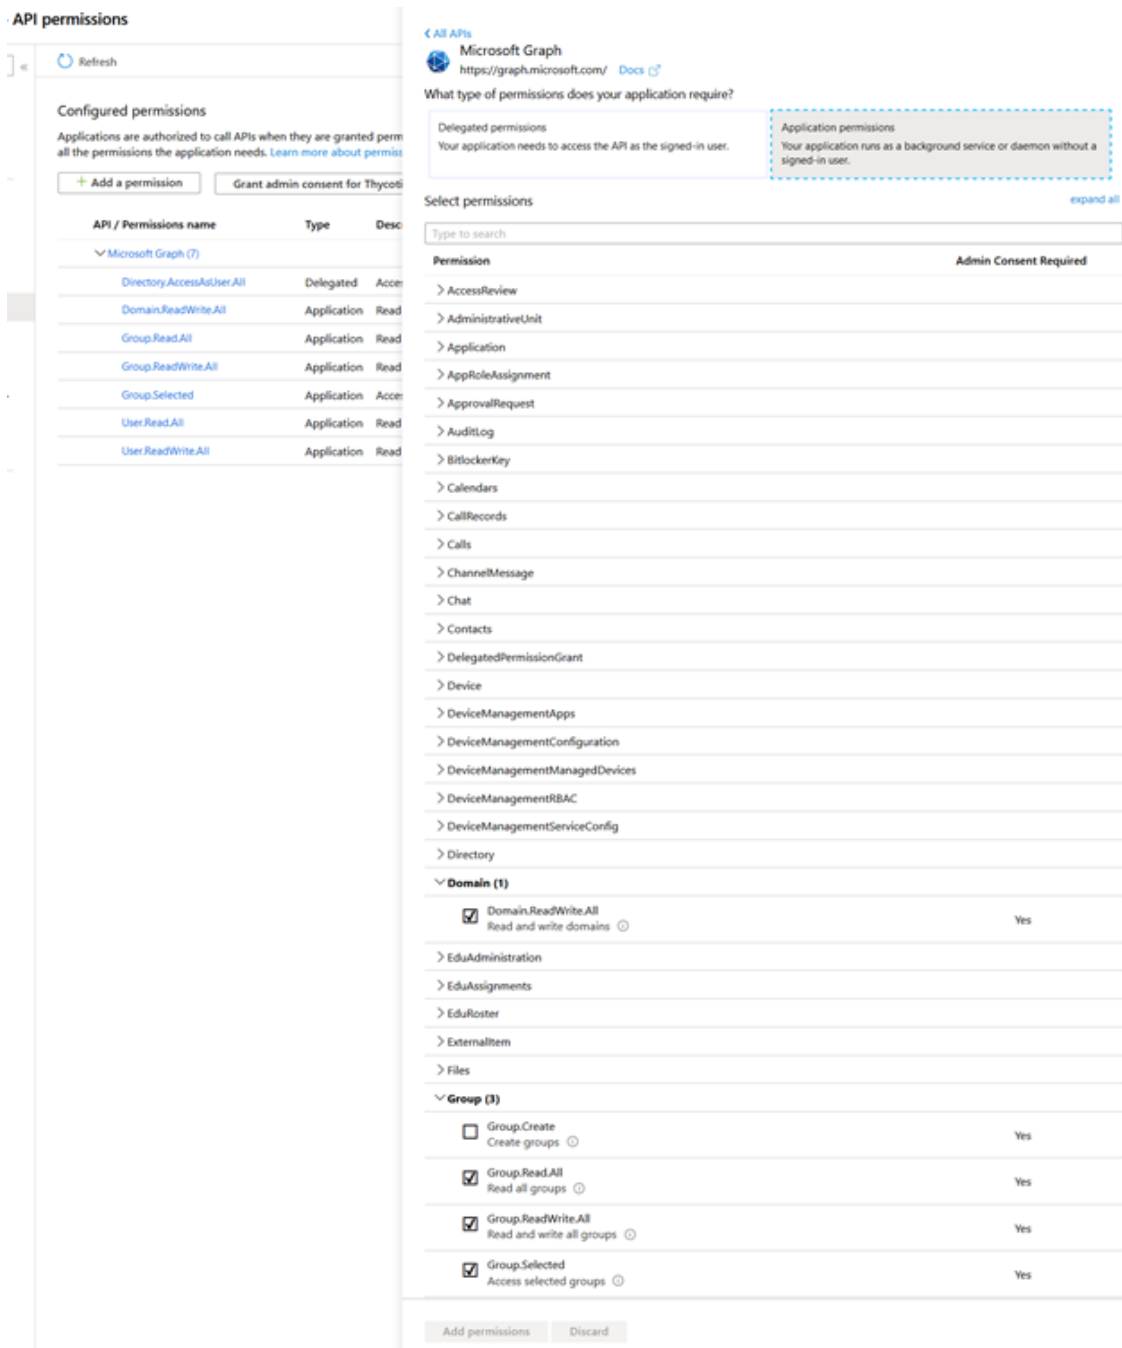 API permissions
«
Refresh
Configured permissions
Applications are authorized to call APIs when they are granted perm
all the permissions the application needs. Learn more about permiss
+ Add a permission
Grant admin consent for Thycoti
API / Permissions name Type Desc
Microsoft Graph (7)
Directory.AccessAsUser.All Delegated Acce
Domain.ReadWrite.All Application Read
Group.Read.All Application Read
Group.ReadWrite.All Application Read
Group.Selected Application Acce
User.Read.All Application Read
User.ReadWrite.All Application Read
All APIs
Microsoft Graph
https://graph.microsoft.com/ Docs
What type of permissions does your application require?
Delegated permissions
Your application needs to access the API as the signed-in user.
Application permissions
Your application runs as a background service or daemon without a
signed-in user.
Select permissions expand all
Type to search
Permission Admin Consent Required
AccessReview
AdministrativeUnit
Application
AppRoleAssignment
ApprovalRequest
AuditLog
BitlockerKey
Calendars
CallRecords
Calls
ChannelMessage
Chat
Contacts
DelegatedPermissionGrant
Device
DeviceManagementApps
DeviceManagementConfiguration
DeviceManagementManagedDevices
DeviceManagementRBAC
DeviceManagementServiceConfig
Directory
Domain (1)
Domain.ReadWrite.All
Read and write domains
Yes
EduAdministration
EduAssignments
EduRoster
ExternalItem
Files
Group (3)
Group.Create
Create groups
Yes
Group.Read.All
Read all groups
Yes
Group.ReadWrite.All
Read and write all groups
Yes
Group.Selected
Access selected groups
Yes
Add permissions Discard